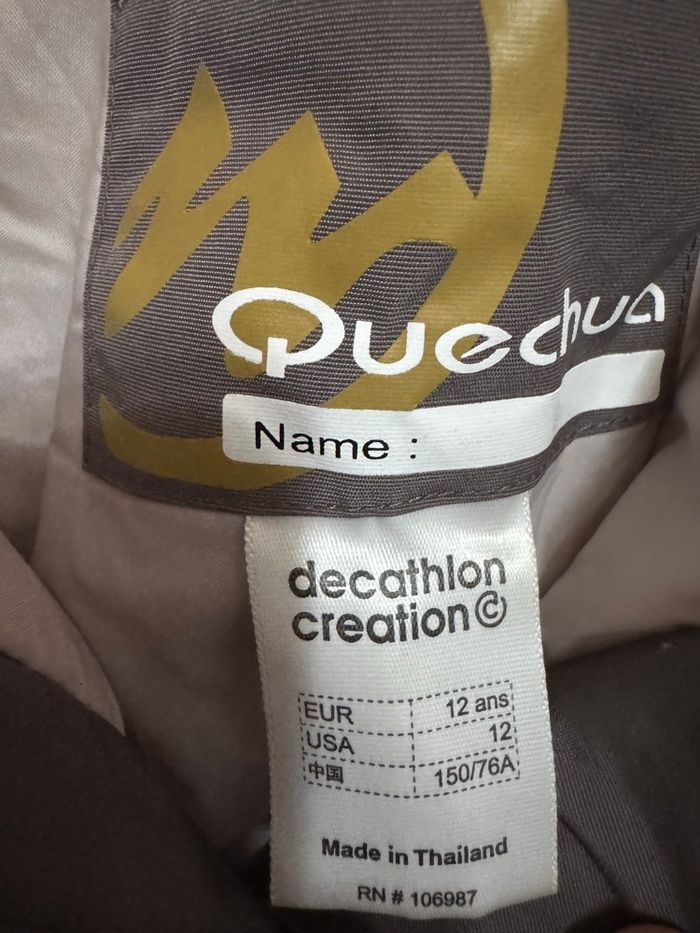 Quechua
Name :
decathlon
creation ©
EUR 12 ans
USA 12
中国 150/76A
Made in Thailand
RN # 106987